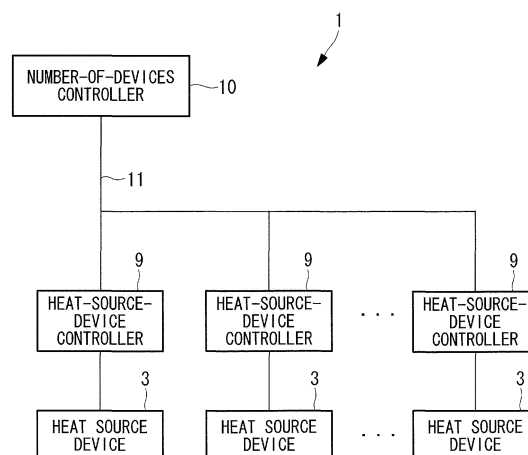 1
NUMBER-OF-DEVICES
CONTROLLER
10
11
9
9
9
HEAT-SOURCE-
DEVICE
CONTROLLER
HEAT-SOURCE-
DEVICE
CONTROLLER
. . .
HEAT-SOURCE-
DEVICE
CONTROLLER
3
3
3
HEAT SOURCE
DEVICE
HEAT SOURCE
DEVICE
. . .
HEAT SOURCE
DEVICE